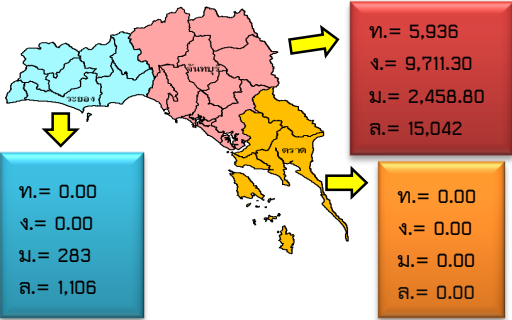 ท.= 5,936
ง.= 9,711.30
ม.= 2,458.80
ล.= 15,042
จันทบุรี
ระยอง
ตราด
ท.= 0.00
ง.= 0.00
ม.= 283
ล.= 1,106
ท.= 0.00
ง.= 0.00
ม.= 0.00
ล.= 0.00